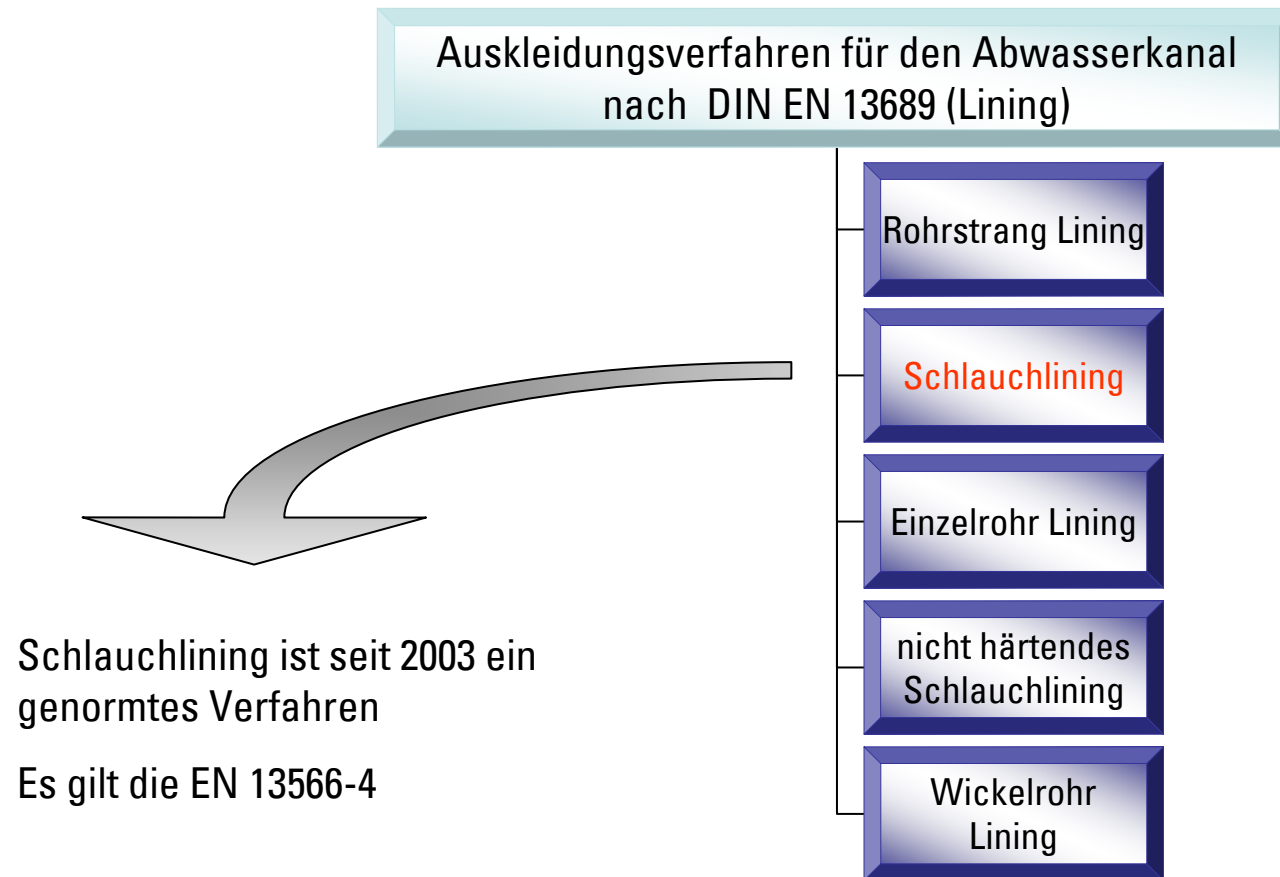 Auskleidungsverfahren für den Abwasserkanal
nach DIN EN 13689 (Lining)
Rohrstrang Lining
Schlauchlining
Einzelrohr Lining
nicht härtendes
Schlauchlining
Wickelrohr
Lining
Schlauchlining ist seit 2003 ein
genormtes Verfahren
Es gilt die EN 13566-4